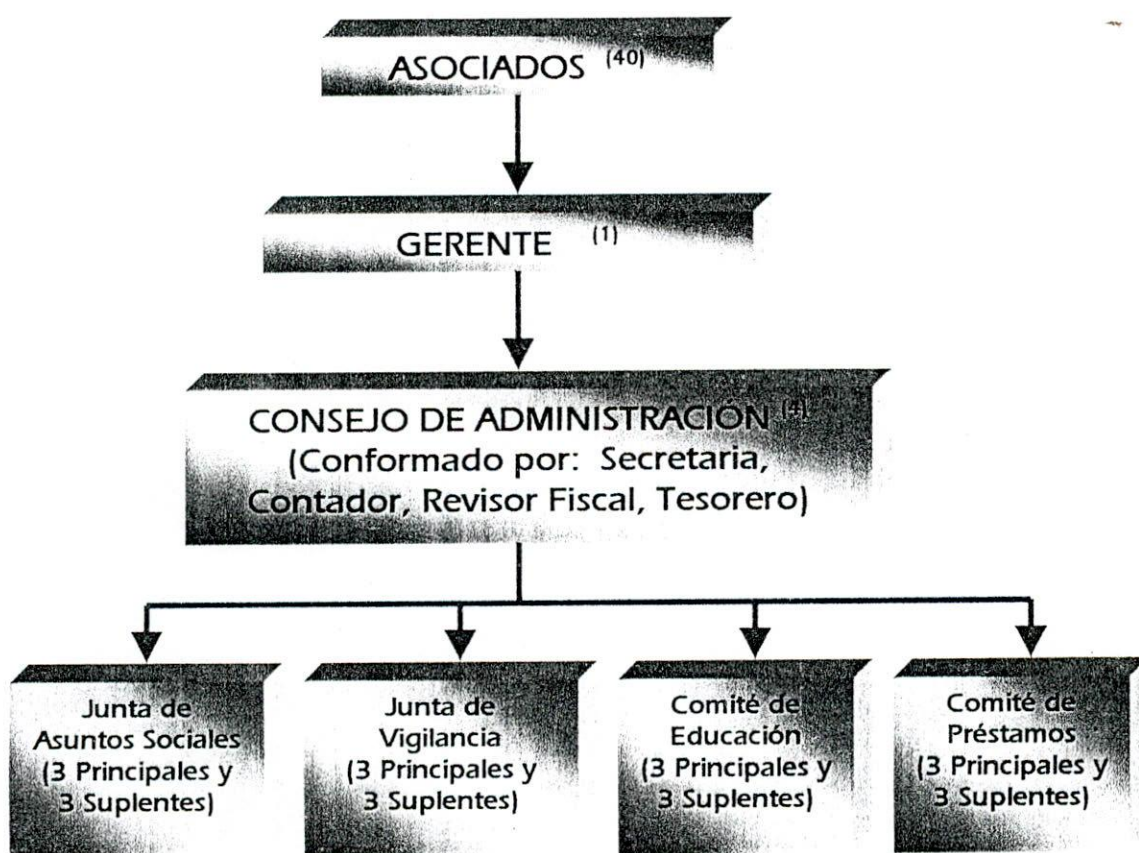 ASOCIADOS (40)
GERENTE (1)
CONSEJO DE ADMINISTRACIÓN (4)
(Conformado por: Secretaria,
Contador, Revisor Fiscal, Tesorero)
Junta de
Asuntos Sociales
(3 Principales y
3 Suplentes)
Junta de
Vigilancia
(3 Principales y
3 Suplentes)
Comité de
Educación
(3 Principales y
3 Suplentes)
Comité de
Préstamos
(3 Principales y
3 Suplentes)